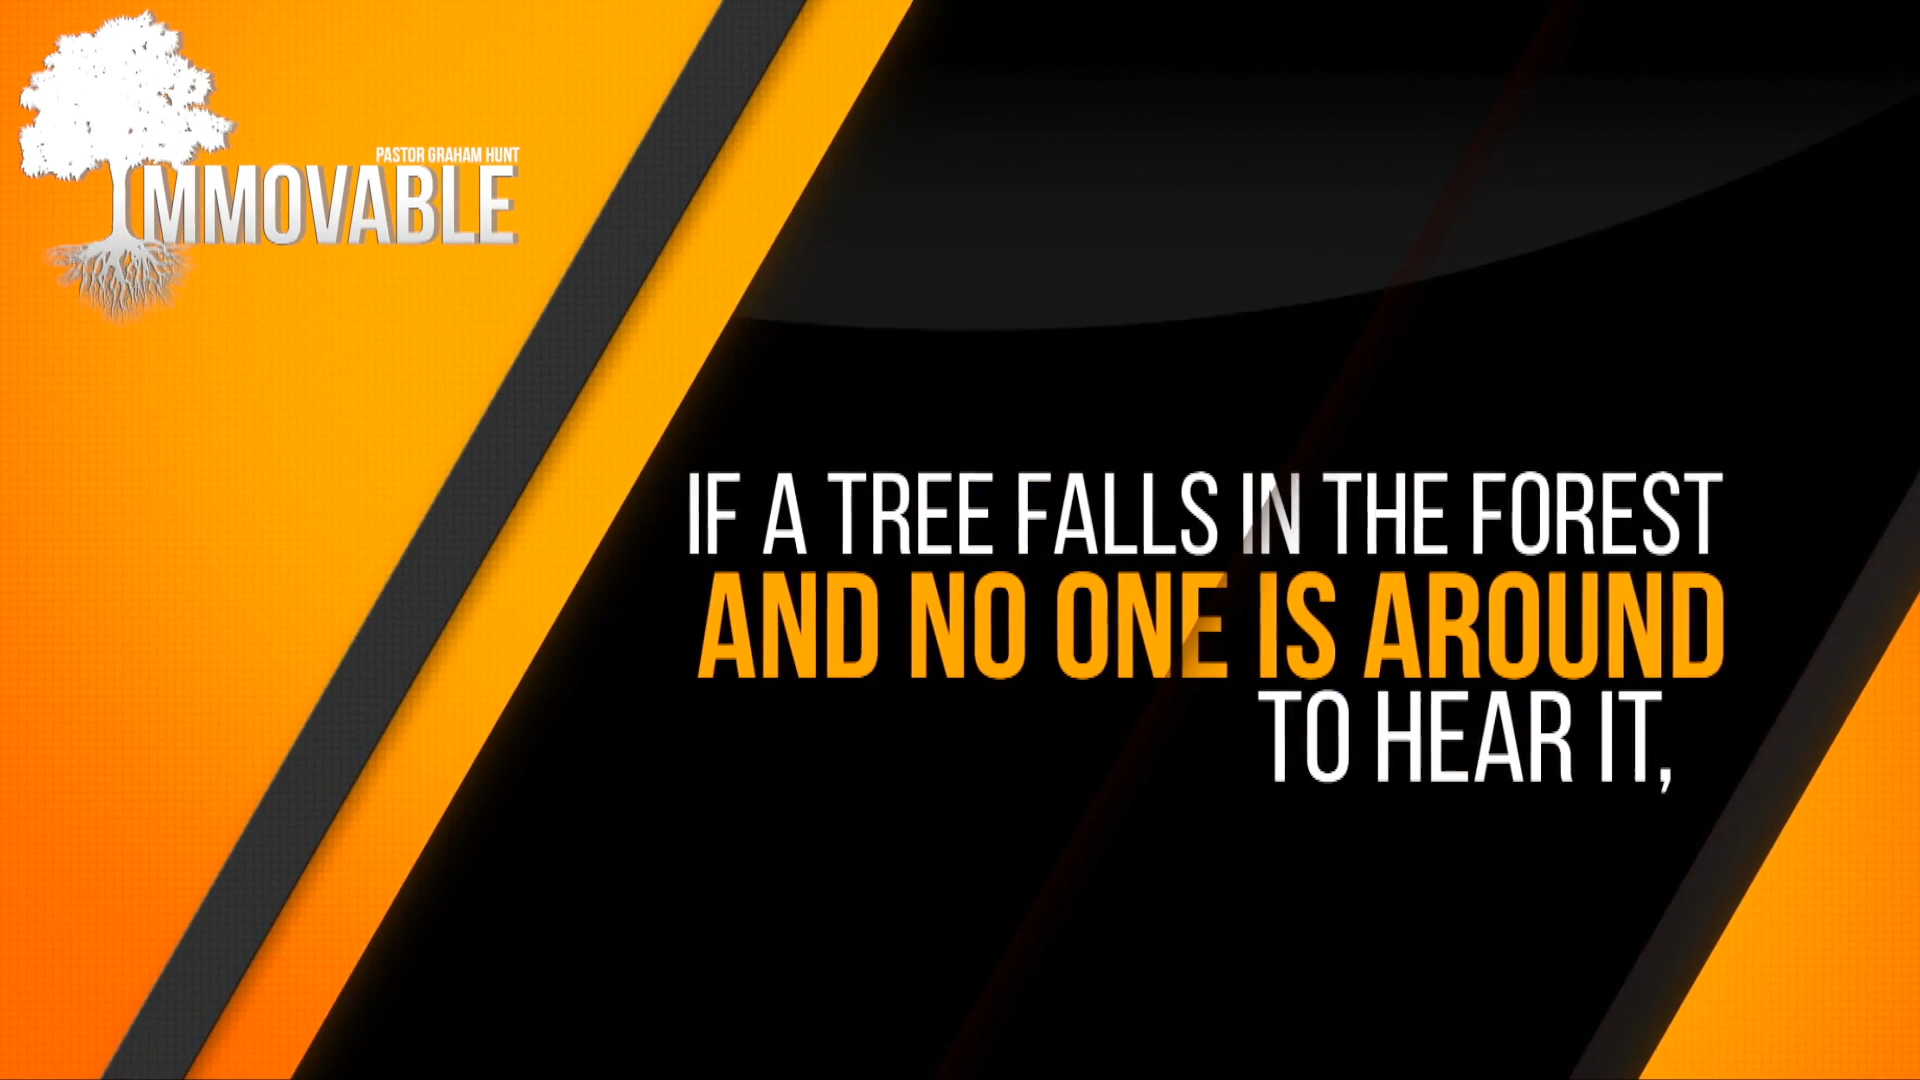 PASTOR GRAHAM HUNT
IMMOVABLE
IF A TREE FALLS IN THE FOREST
AND NO ONE IS AROUND
TO HEAR IT,